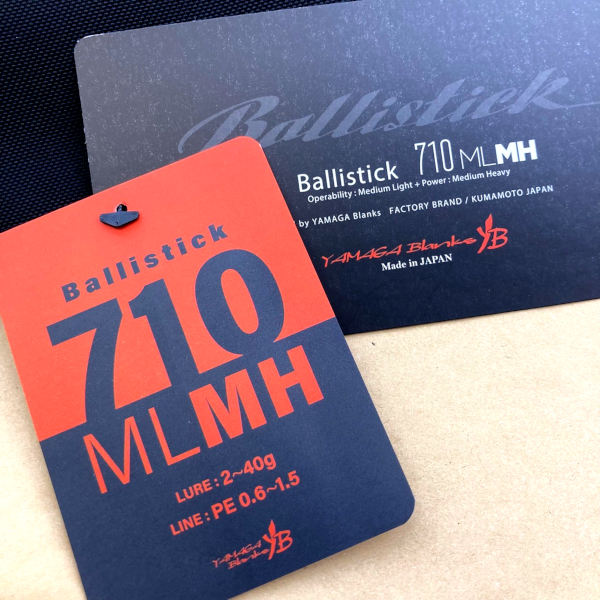 Ballistick
Ballistick 710 MLMH
Operability : Medium Light + Power : Medium Heavy
by YAMAGA Blanks FACTORY BRAND / KUMAMOTO JAPAN
YAMAGA Blanks YB
Made in JAPAN
Ballistick
710
MLMH
LURE : 2~40g
LINE : PE 0.6~1.5
YAMAGA Blanks YB